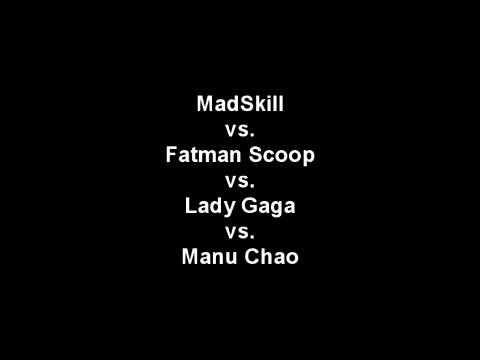 MadSkill
vs.
Fatman Scoop
vs.
Lady Gaga
vs.
Manu Chao